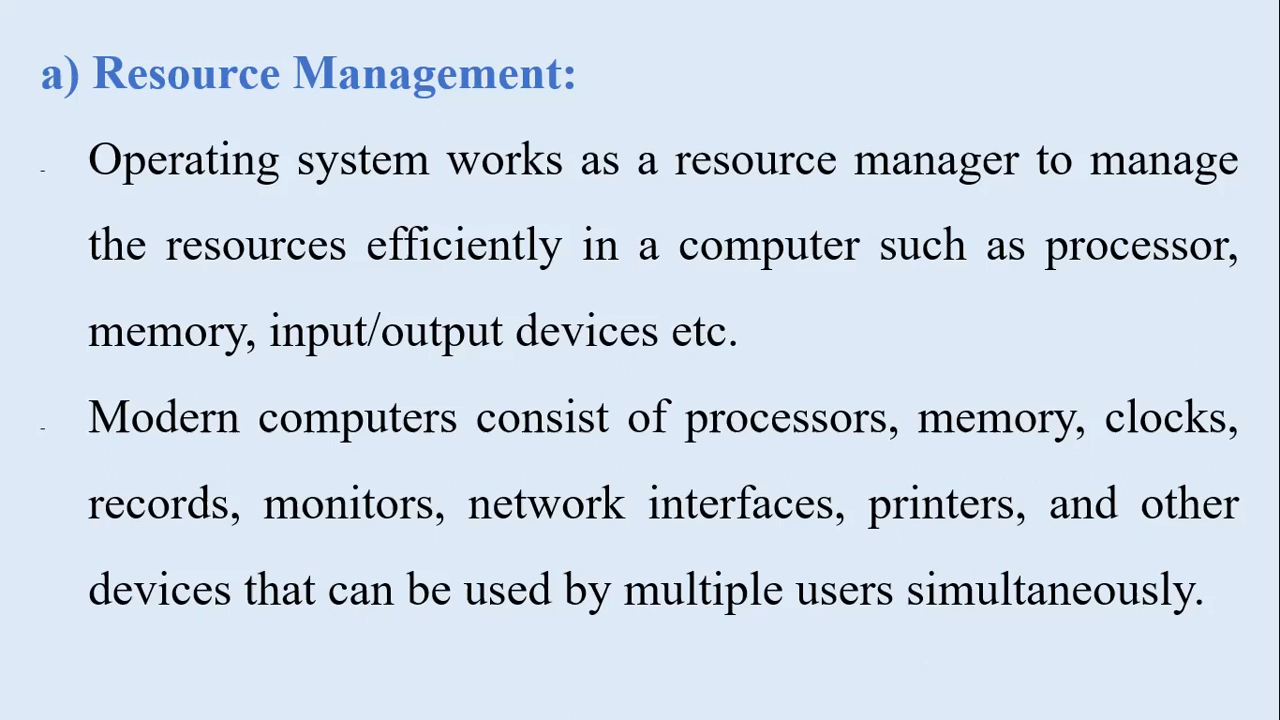 a) Resource Management:
- Operating system works as a resource manager to manage
the resources efficiently in a computer such as processor,
memory, input/output devices etc.
- Modern computers consist of processors, memory, clocks,
records, monitors, network interfaces, printers, and other
devices that can be used by multiple users simultaneously.